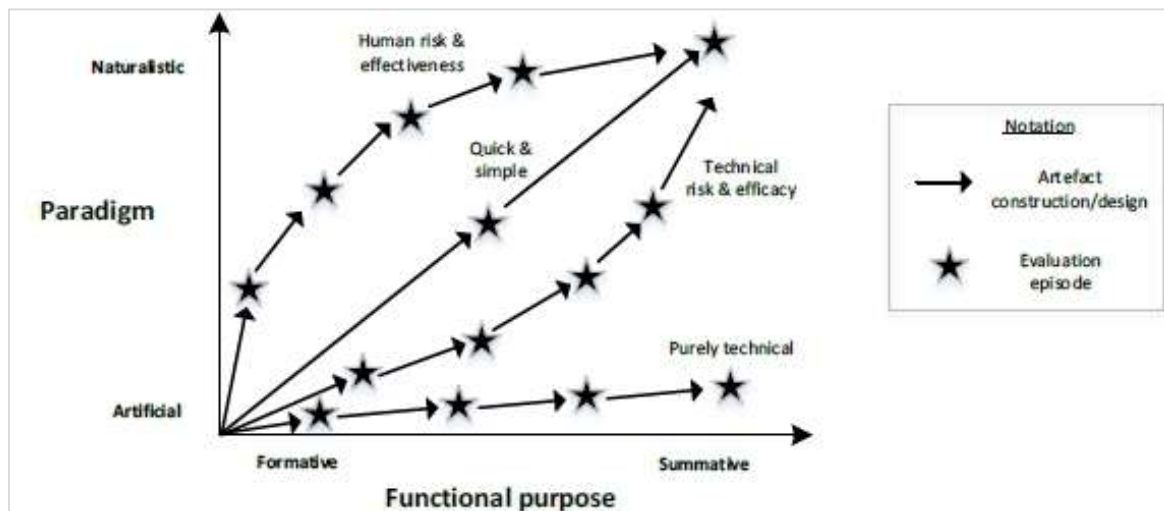 Naturalistic
Human risk &
effectiveness
Quick &
simple
Technical
risk & efficacy
Paradigm
Purely technical
Artificial
Formative
Summative
Functional purpose
Notation
Artefact
construction/design
Evaluation
episode